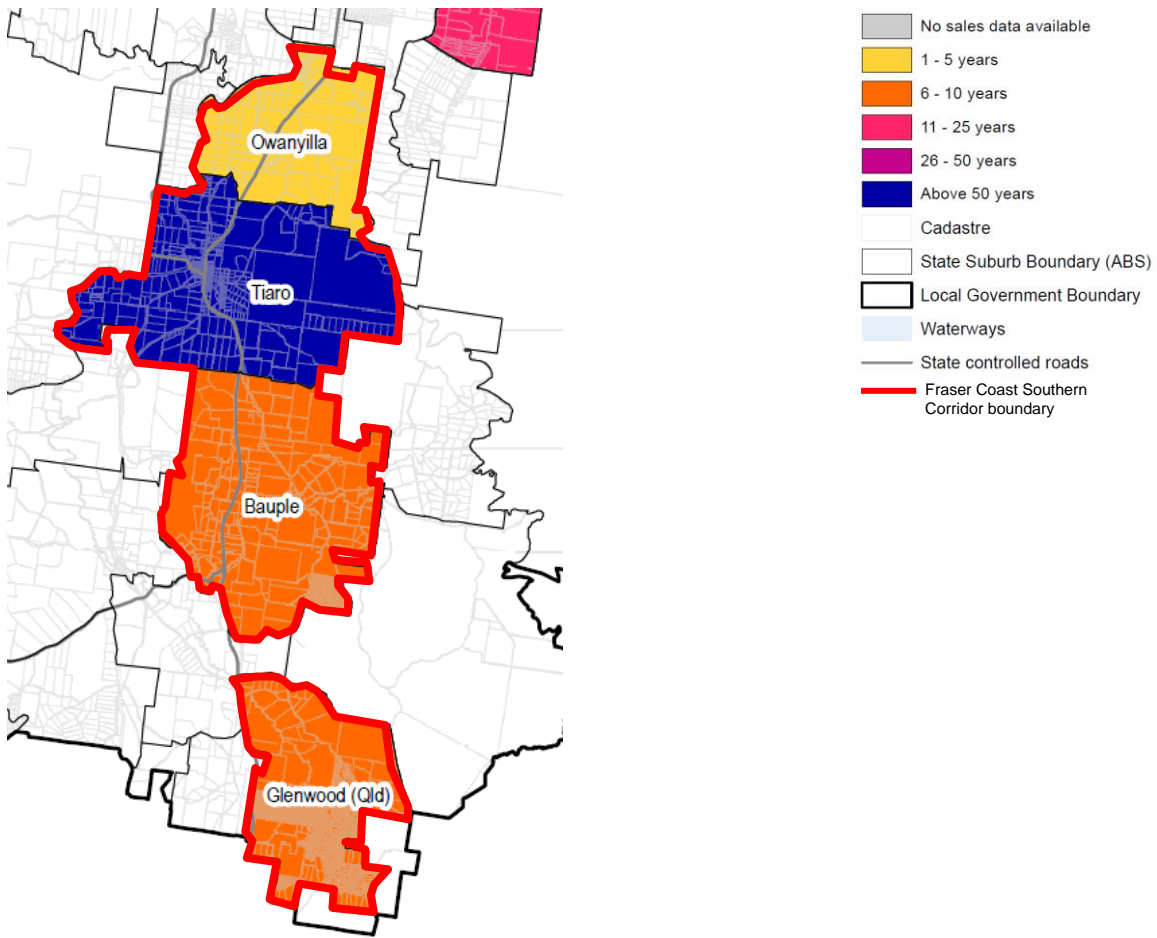 Owanyilla
Tiaro
Bauple
Glenwood (Qld)
No sales data available
1 - 5 years
6 - 10 years
11 - 25 years
26 - 50 years
Above 50 years
Cadastre
State Suburb Boundary (ABS)
Local Government Boundary
Waterways
State controlled roads
Fraser Coast Southern
Corridor boundary